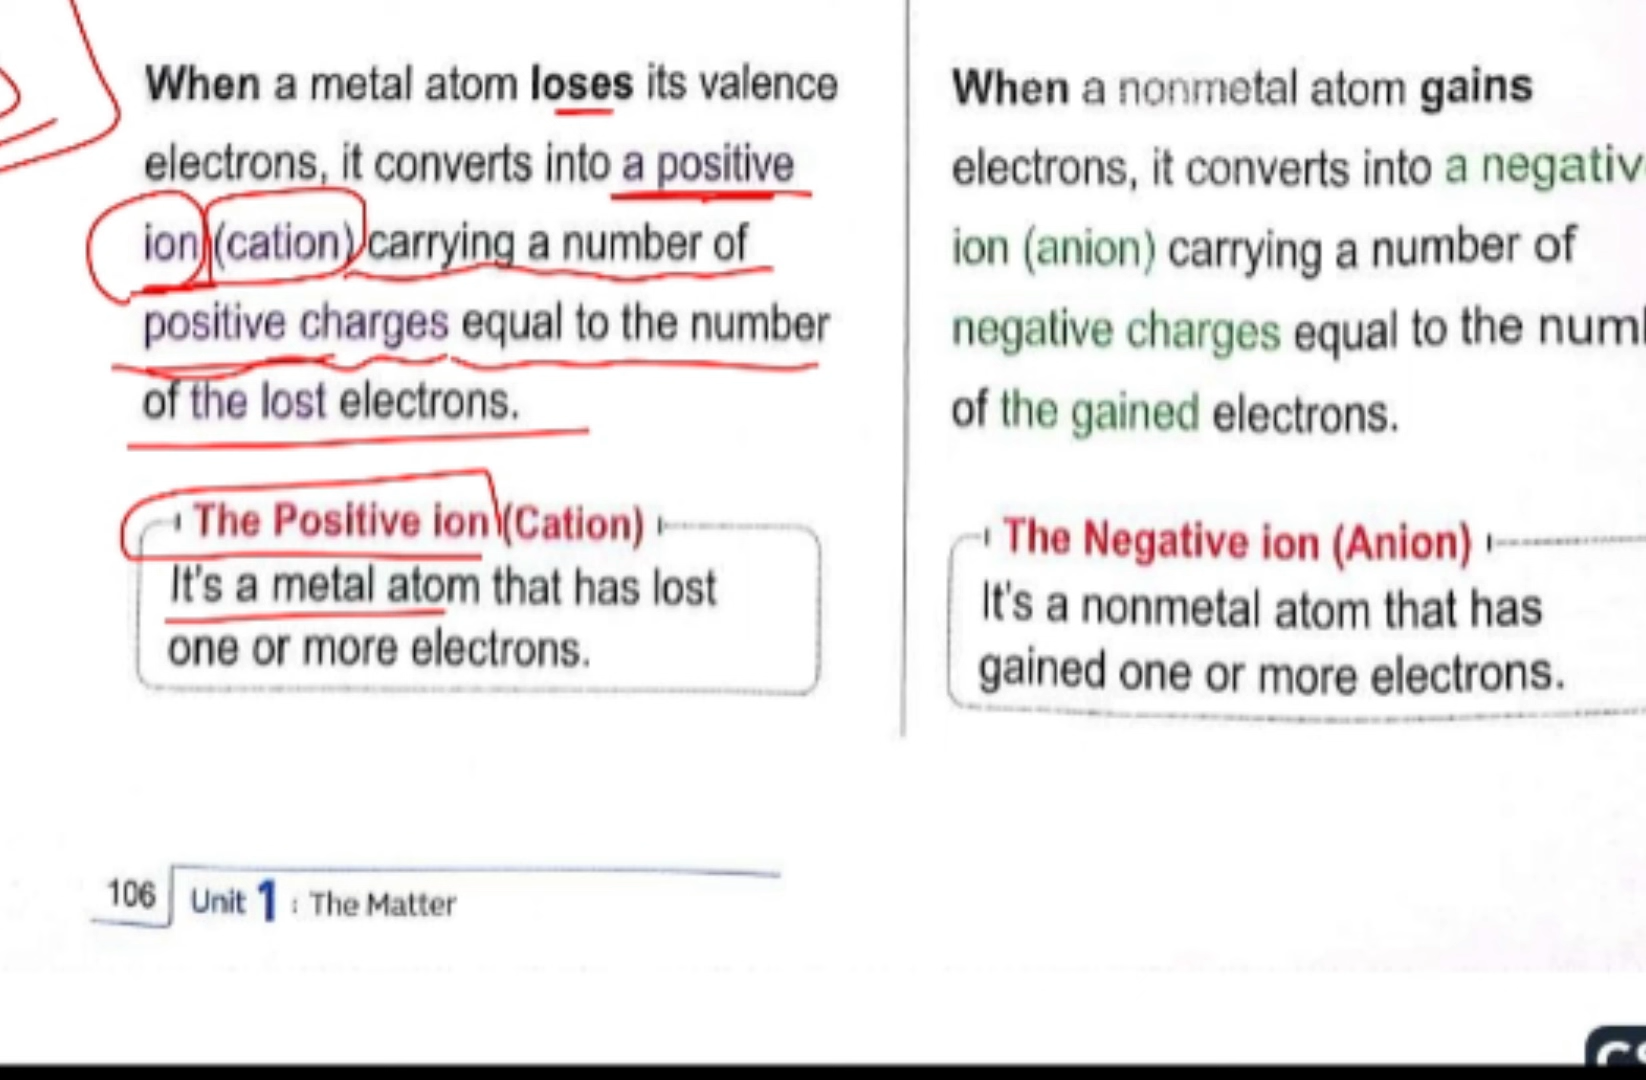 When a metal atom loses its valence
electrons, it converts into a positive
ion (cation) carrying a number of
positive charges equal to the number
of the lost electrons.
The Positive ion (Cation)
It's a metal atom that has lost
one or more electrons.
When a nonmetal atom gains
electrons, it converts into a
ion (anion) carrying a number of
negative charges equal to the
of the gained electrons.
The Negative ion (Anion)
It's a nonmetal atom that has
gained one or more electrons.
106 Unit 1 : The Matter